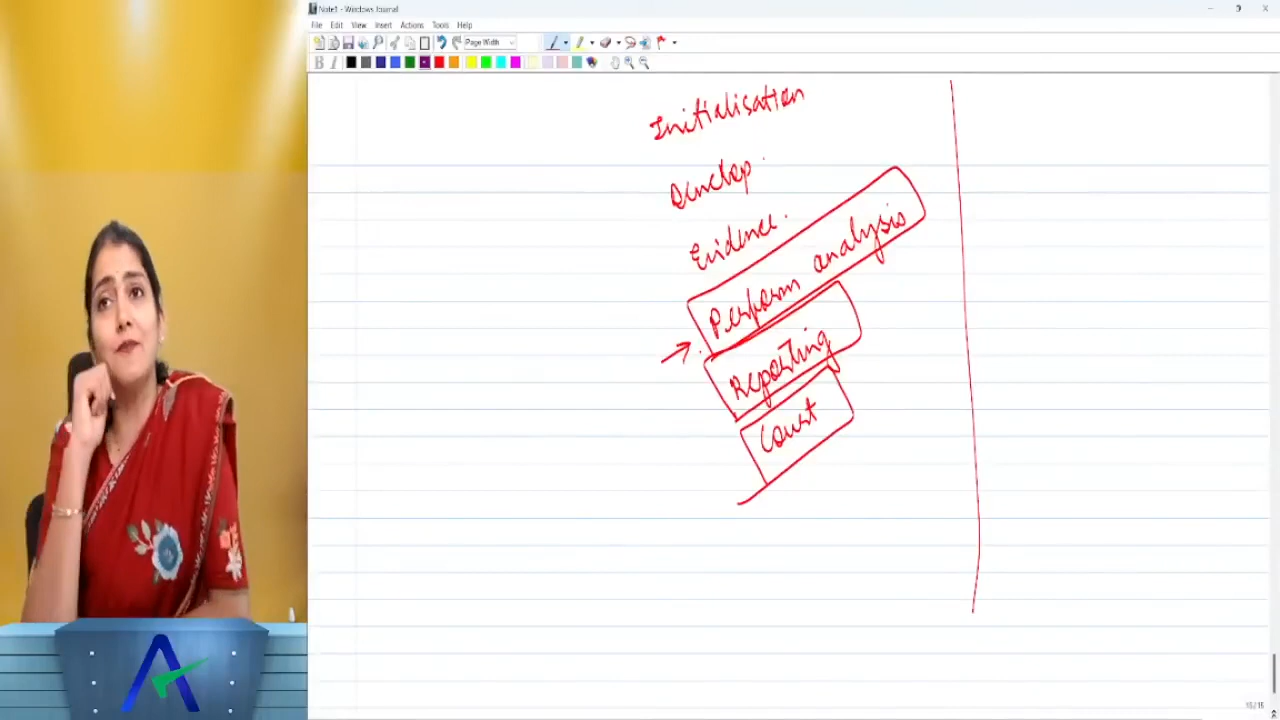 Note1 - Windows Journal
File Edit View Insert Actions Tools Help
Page Width
B I
Initialisation
Develop
Evidence.
Perform analysis
Reporting
Court